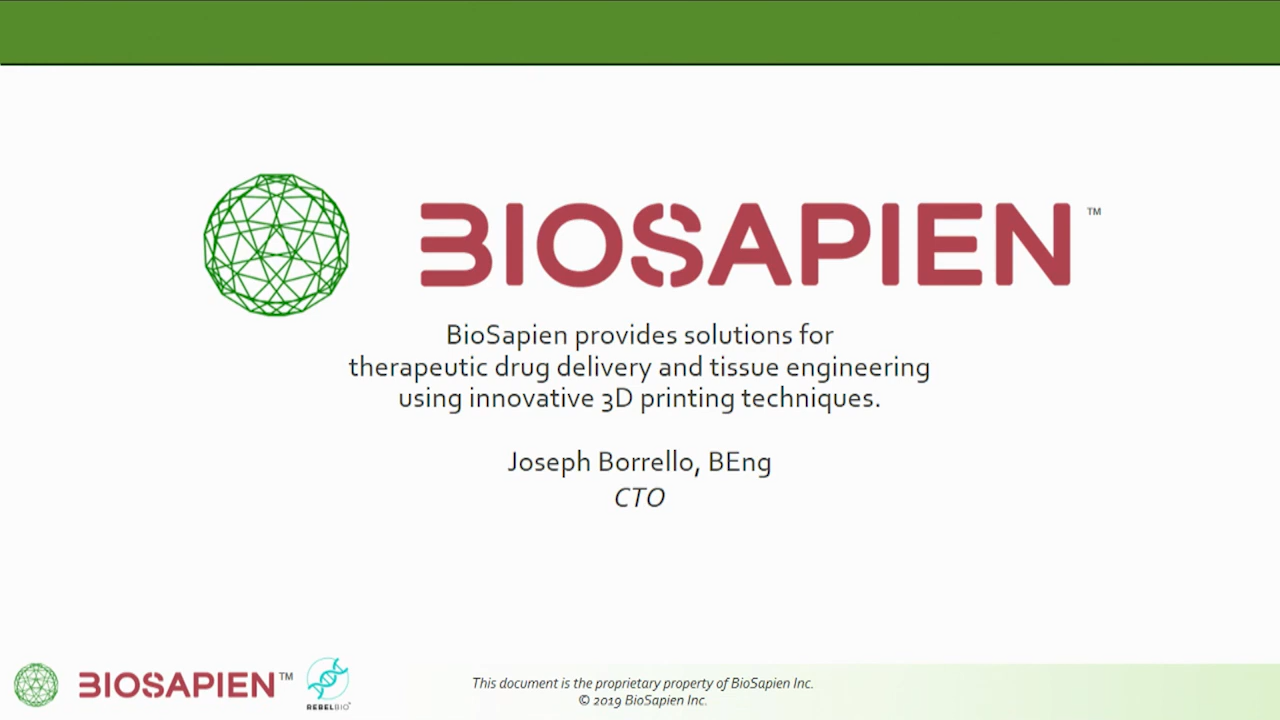 BIOSAPIEN™
BioSapien provides solutions for
therapeutic drug delivery and tissue engineering
using innovative 3D printing techniques.
Joseph Borrello, BEng
CTO
BIOSAPIEN™
REBELBIO
This document is the proprietary property of BioSapien Inc.
© 2019 BioSapien Inc.